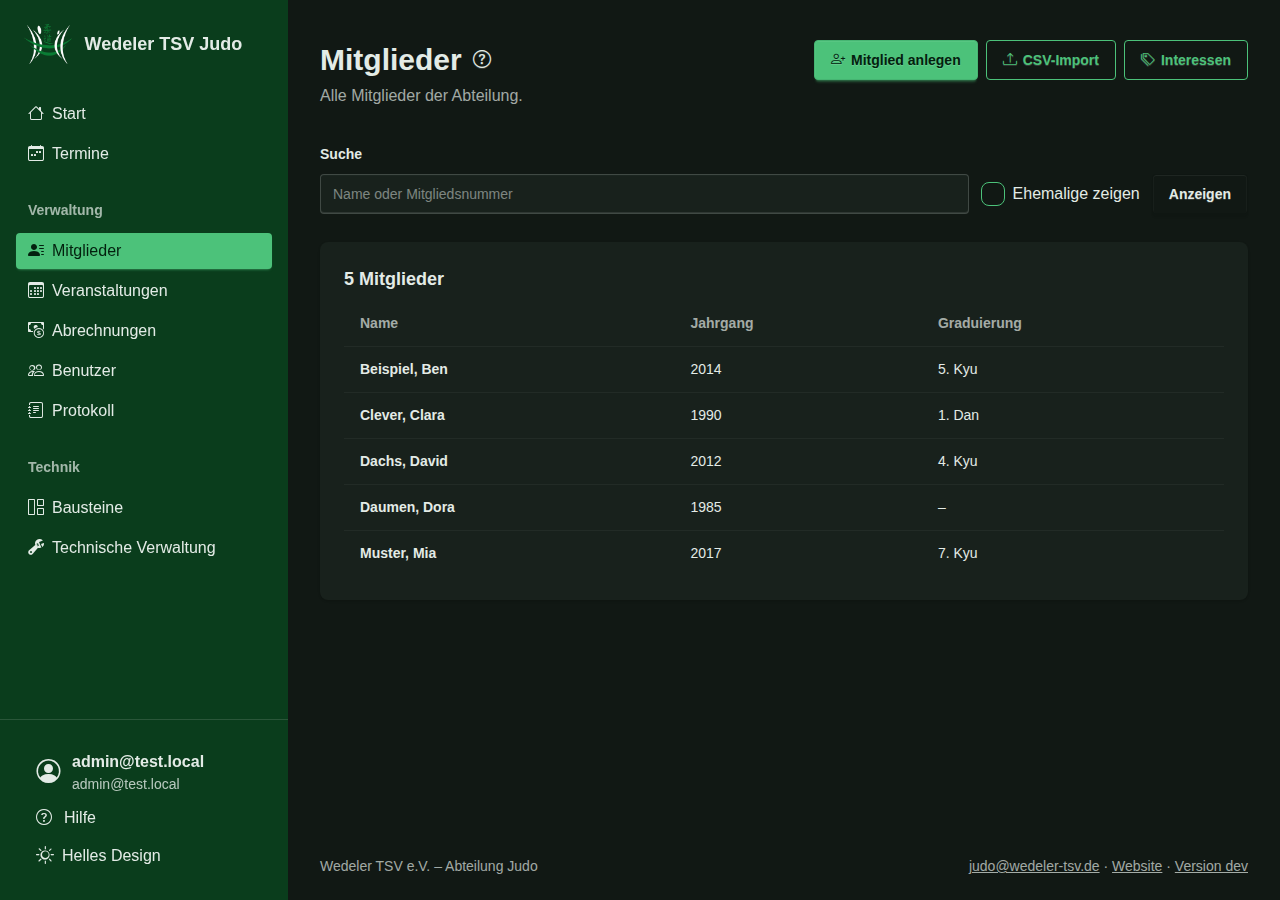 Wedeler TSV Judo
Start
Termine
Verwaltung
Mitglieder
Veranstaltungen
Abrechnungen
Benutzer
Protokoll
Technik
Bausteine
Technische Verwaltung
admin@test.local
admin@test.local
Hilfe
Helles Design
Mitglieder
Mitglied anlegen
CSV-Import
Interessen
Alle Mitglieder der Abteilung.
Suche
Name oder Mitgliedsnummer
Ehemalige zeigen
Anzeigen
5 Mitglieder
Name Jahrgang Graduierung
Beispiel, Ben 2014 5. Kyu
Clever, Clara 1990 1. Dan
Dachs, David 2012 4. Kyu
Daumen, Dora 1985 –
Muster, Mia 2017 7. Kyu
Wedeler TSV e.V. – Abteilung Judo
judo@wedeler-tsv.de · Website · Version dev